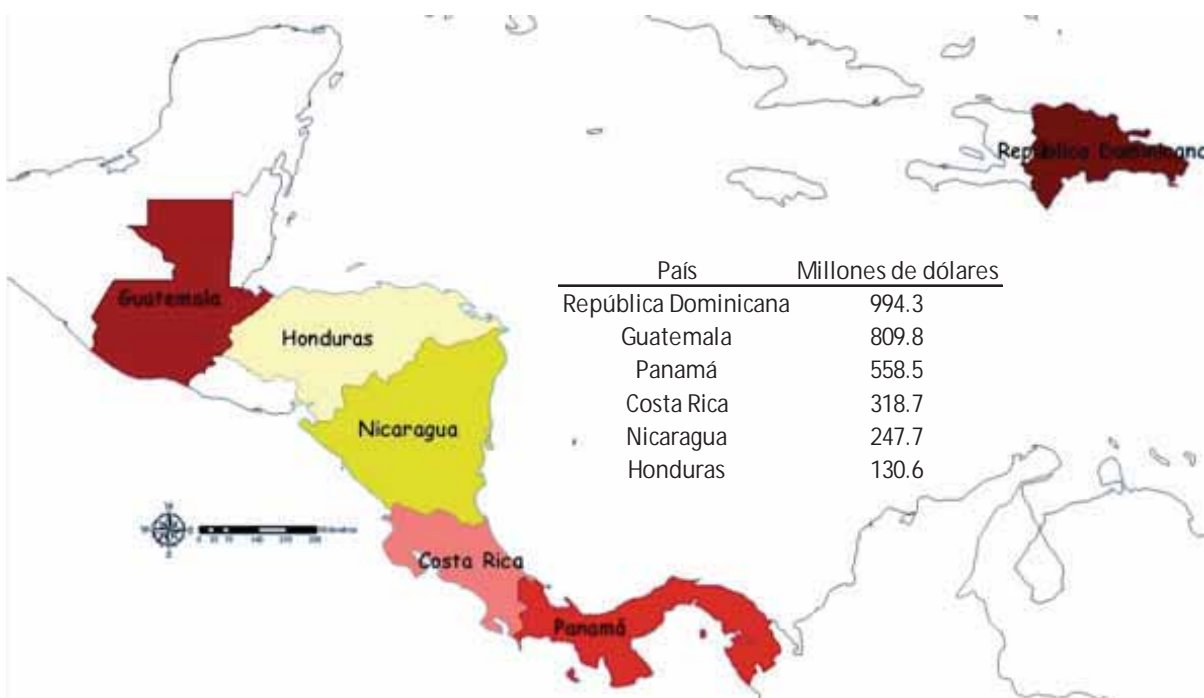 República Dominicana
Guatemala
Honduras
Nicaragua
Costa Rica
Panamá
País Millones de dólares
República Dominicana 994.3
Guatemala 809.8
Panamá 558.5
Costa Rica 318.7
Nicaragua 247.7
Honduras 130.6